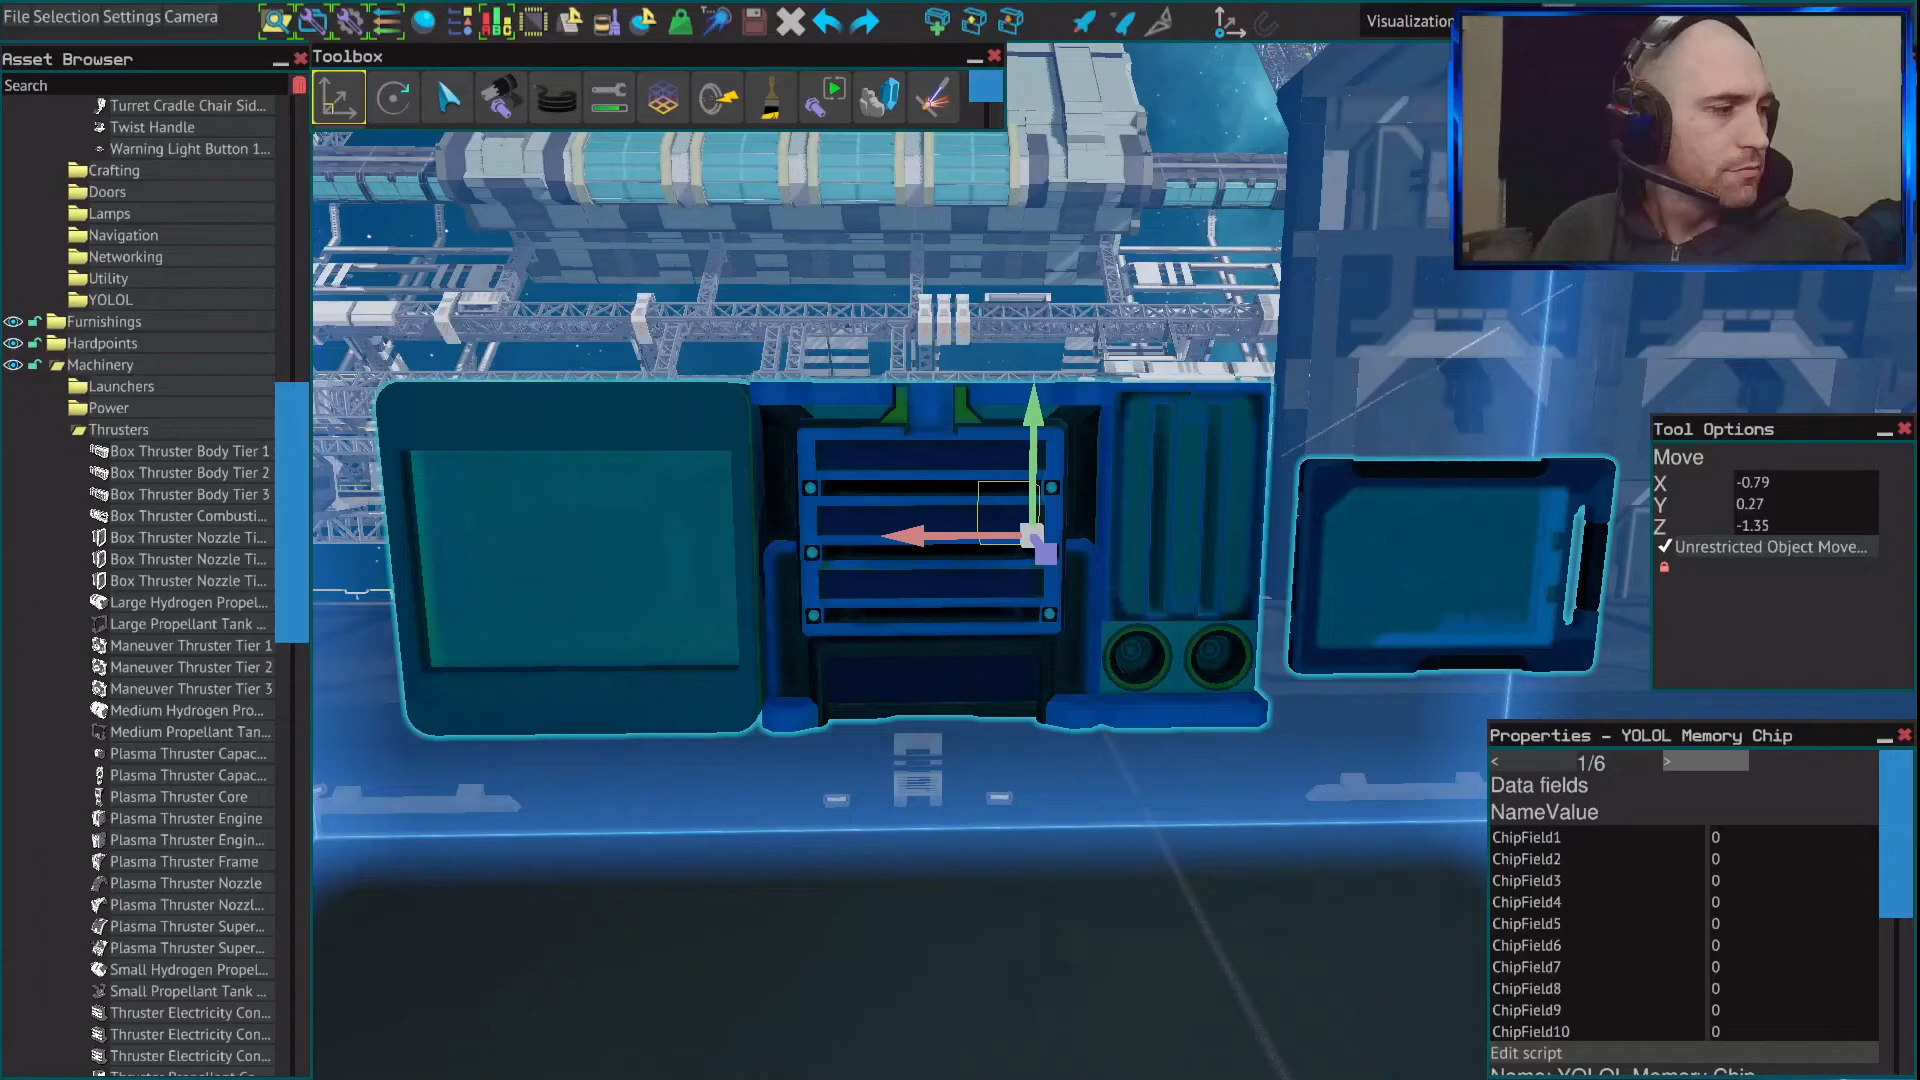 File Selection Settings Camera
Visualization
Asset Browser
Toolbox
Search
Turret Cradle Chair Sid...
Twist Handle
Warning Light Button 1...
Crafting
Doors
Lamps
Navigation
Networking
Utility
YOLOL
Furnishings
Hardpoints
Machinery
Launchers
Power
Thrusters
Box Thruster Body Tier 1
Box Thruster Body Tier 2
Box Thruster Body Tier 3
Box Thruster Combusti...
Box Thruster Nozzle Ti...
Box Thruster Nozzle Ti...
Box Thruster Nozzle Ti...
Large Hydrogen Propel...
Large Propellant Tank ...
Maneuver Thruster Tier 1
Maneuver Thruster Tier 2
Maneuver Thruster Tier 3
Medium Hydrogen Pro...
Medium Propellant Tan...
Plasma Thruster Capac...
Plasma Thruster Capac...
Plasma Thruster Core
Plasma Thruster Engine
Plasma Thruster Engin...
Plasma Thruster Frame
Plasma Thruster Nozzle
Plasma Thruster Nozzl...
Plasma Thruster Super...
Plasma Thruster Super...
Small Hydrogen Propel...
Small Propellant Tank ...
Thruster Electricity Con...
Thruster Electricity Con...
Thruster Electricity Con...
Tool Options
Move
X -0.79
Y 0.27
Z -1.35
Unrestricted Object Move...
Properties - YOLOL Memory Chip
< 1/6 >
Data fields
NameValue
ChipField1 0
ChipField2 0
ChipField3 0
ChipField4 0
ChipField5 0
ChipField6 0
ChipField7 0
ChipField8 0
ChipField9 0
ChipField10 0
Edit script
Name: YOLOL Memory Chip